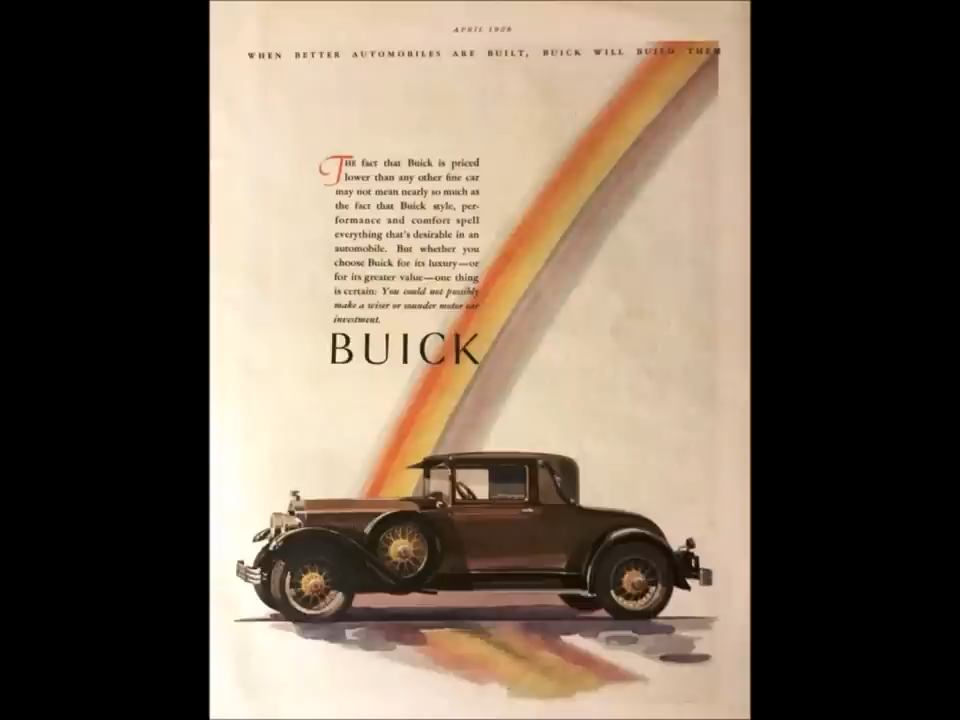 APRIL 1928
WHEN BETTER AUTOMOBILES ARE BUILT, BUICK WILL BUILD THEM
THE fact that Buick is priced
lower than any other fine car
may not mean nearly so much as
the fact that Buick style, per-
formance and comfort spell
everything that's desirable in an
automobile. But whether you
choose Buick for its luxury—or
for its greater value—one thing
is certain: You could not possibly
make a wiser or sounder motor car
investment.
BUICK